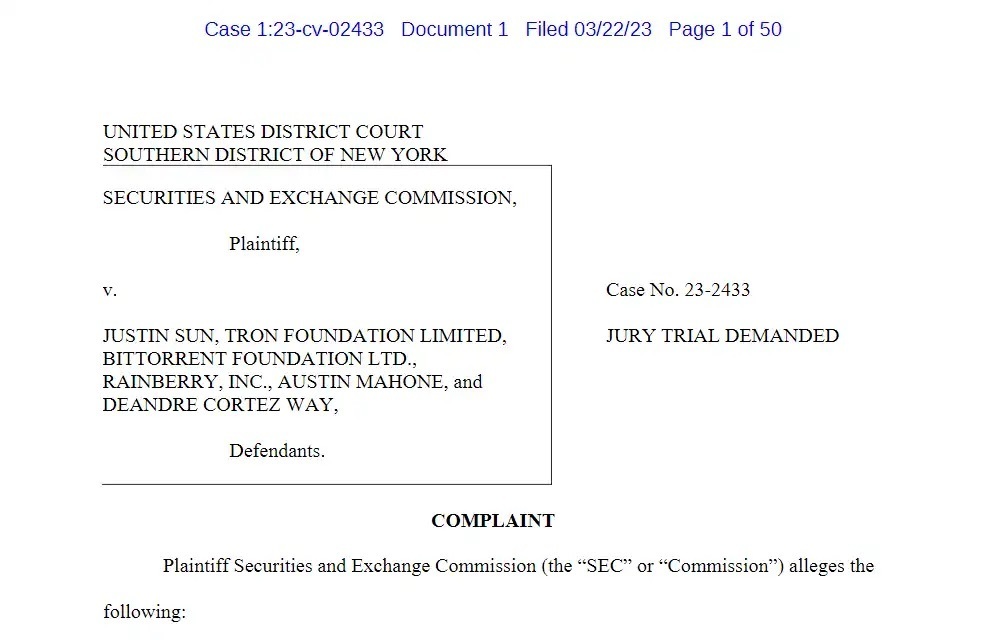 Case 1:23-cv-02433 Document 1 Filed 03/22/23 Page 1 of 50
UNITED STATES DISTRICT COURT
SOUTHERN DISTRICT OF NEW YORK
SECURITIES AND EXCHANGE COMMISSION,
Plaintiff,
v.
JUSTIN SUN, TRON FOUNDATION LIMITED,
BITTORRENT FOUNDATION LTD.,
RAINBERRY, INC., AUSTIN MAHONE, and
DEANDRE CORTEZ WAY,
Defendants.
Case No. 23-2433
JURY TRIAL DEMANDED
COMPLAINT
Plaintiff Securities and Exchange Commission (the “SEC” or “Commission”) alleges the
following: